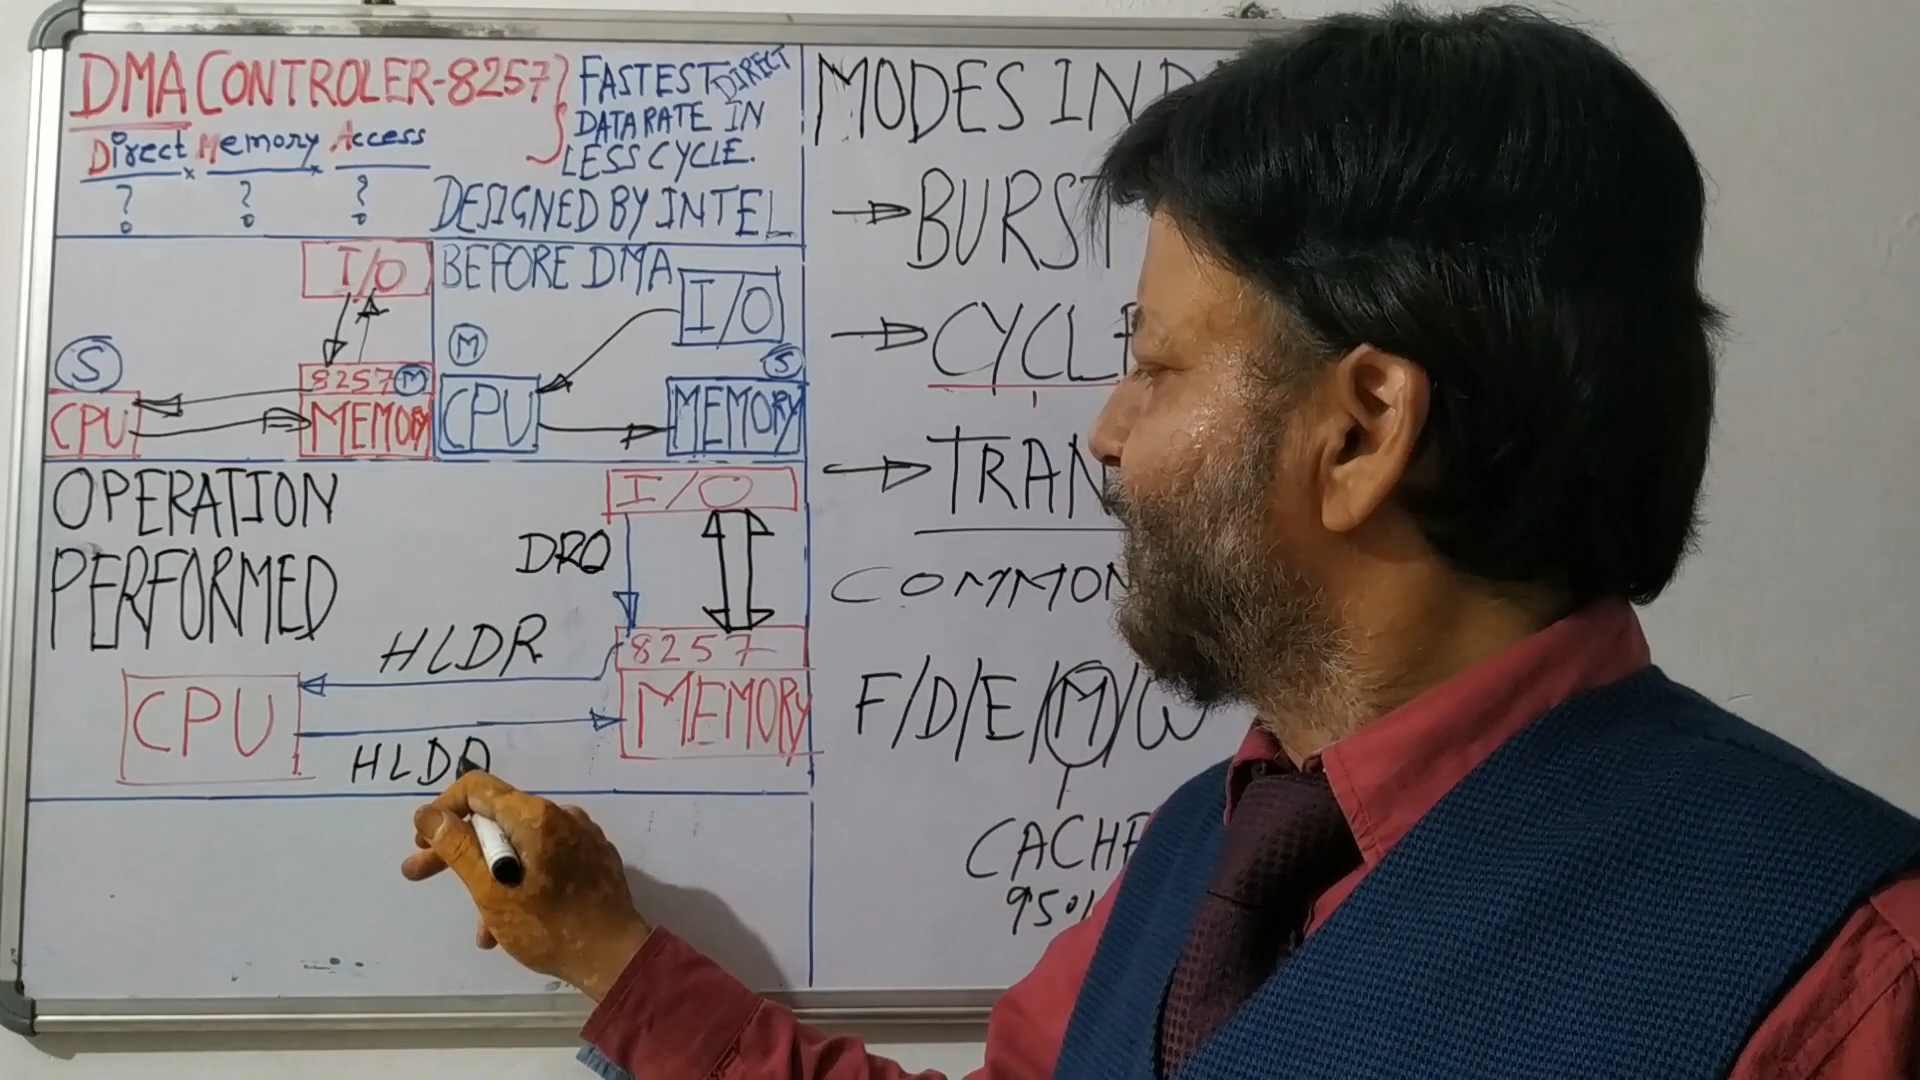 DMA CONTROLER-8257
Direct Memory Access
? ? ?
FASTEST DIRECT
DATA RATE IN
LESS CYCLE.
DESIGNED BY INTEL
I/O
S
8257 M
CPU MEMORY
BEFORE DMA
I/O
M
S
CPU MEMORY
OPERATION
PERFORMED
I/O
DRQ
HLDR
8257
CPU MEMORY
MODES IN
BURST
CYCLE
TRAN
COMMON
F/D/E/M/W
CACHE
95%